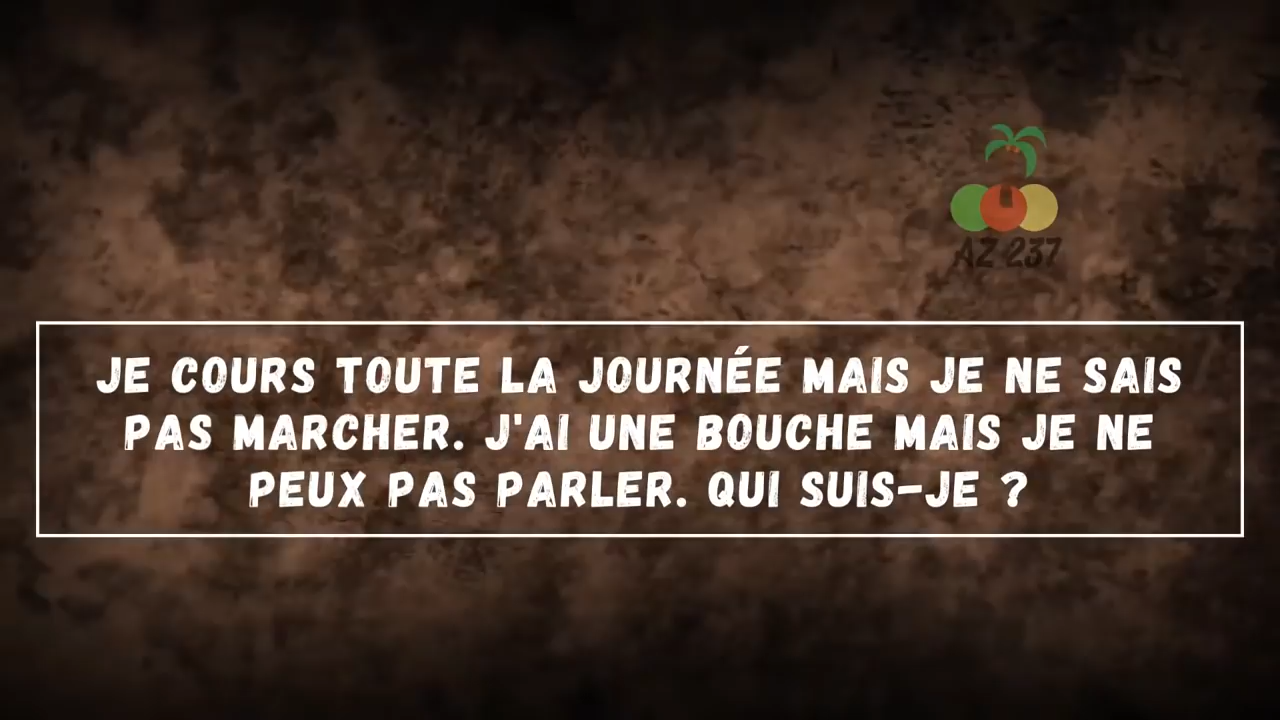 AZ 237
JE COURS TOUTE LA JOURNÉE MAIS JE NE SAIS
PAS MARCHER. J'AI UNE BOUCHE MAIS JE NE
PEUX PAS PARLER. QUI SUIS-JE ?